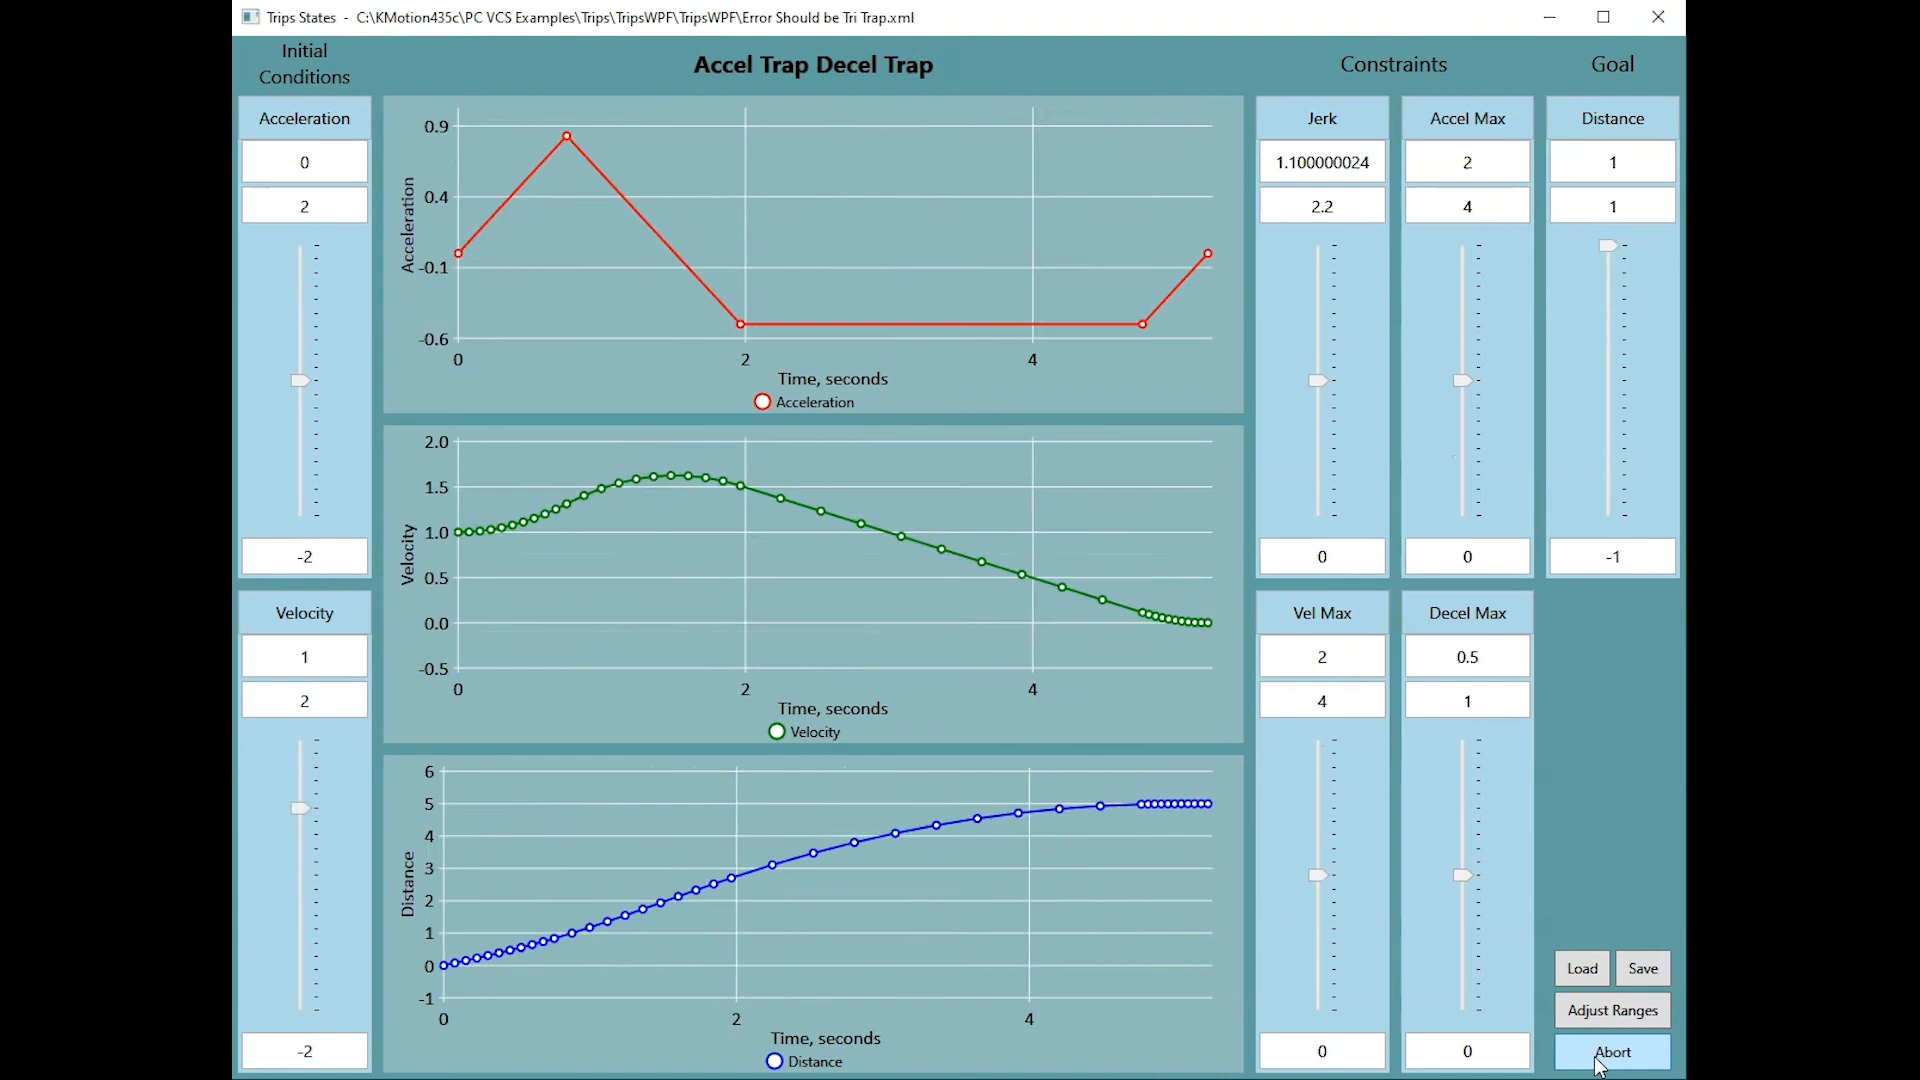 Trips States - C:\KMotion435c\PC VCS Examples\Trips\TripsWPF\TripsWPF\Error Should be Tri Trap.xml
Initial
Conditions
Accel Trap Decel Trap
Constraints
Goal
Acceleration
0
2
-2
Velocity
1
2
-2
0.9
0.4
-0.1
-0.6
Acceleration
0
2
4
Time, seconds
Acceleration
2.0
1.5
1.0
0.5
0.0
-0.5
Velocity
0
2
4
Time, seconds
Velocity
6
5
4
3
2
1
0
-1
Distance
0
2
4
Time, seconds
Distance
Jerk
1.100000024
2.2
0
Accel Max
2
4
0
Distance
1
1
-1
Vel Max
2
4
0
Decel Max
0.5
1
0
Load
Save
Adjust Ranges
Abort